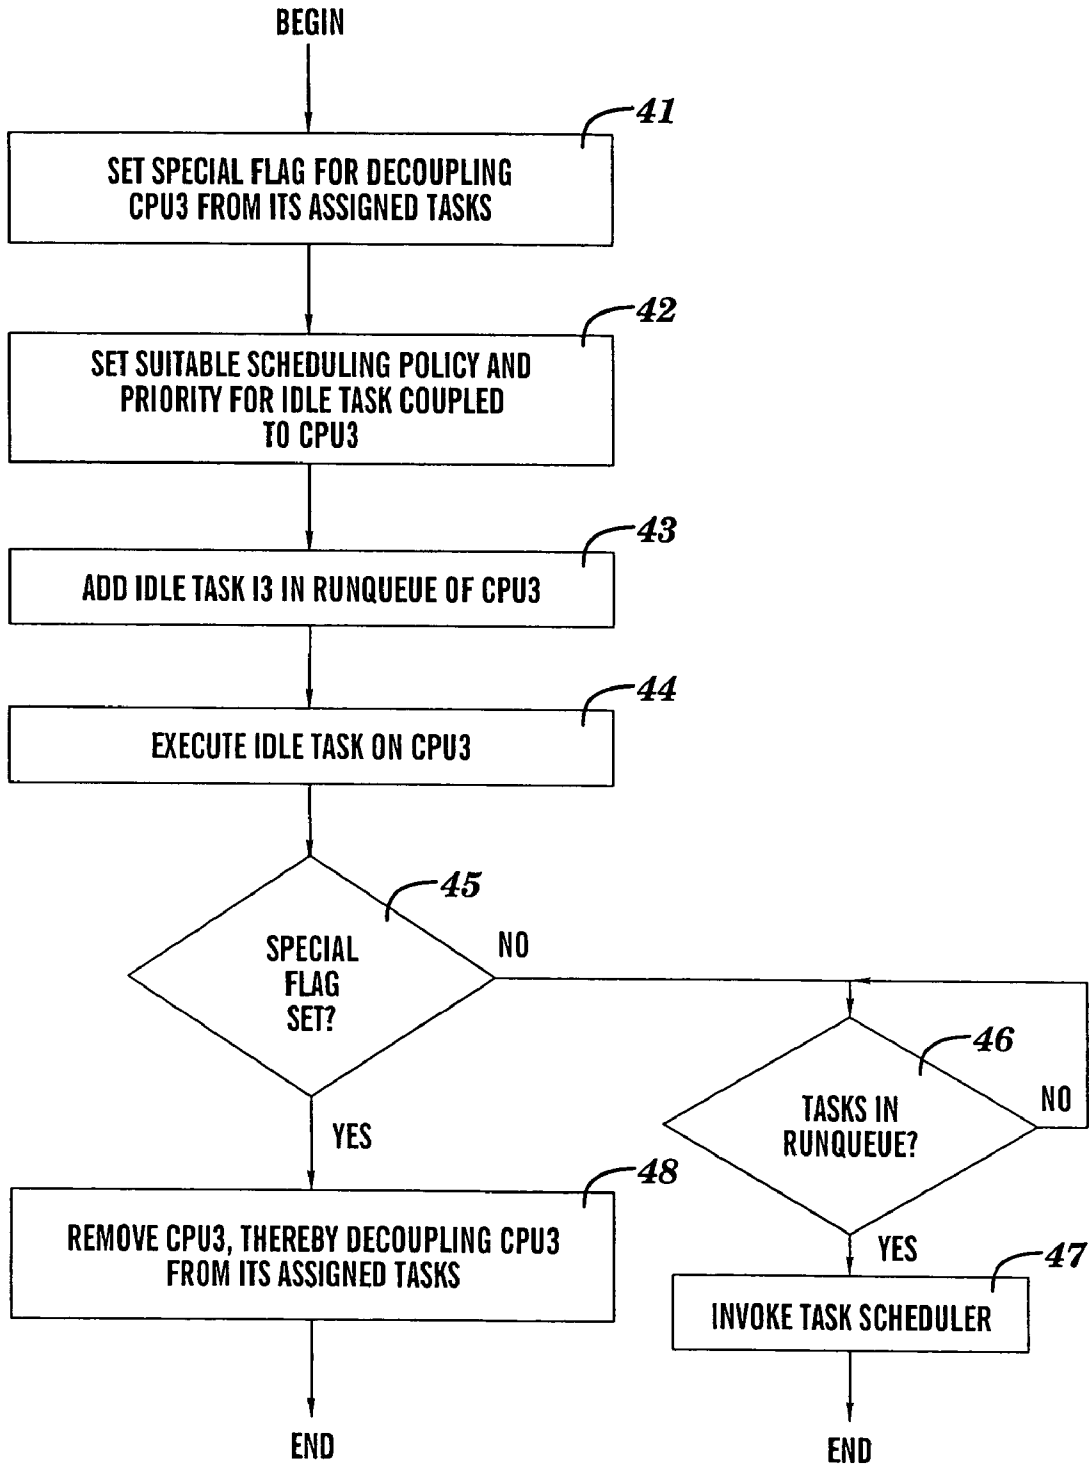 BEGIN
41
SET SPECIAL FLAG FOR DECOUPLING
CPU3 FROM ITS ASSIGNED TASKS
42
SET SUITABLE SCHEDULING POLICY AND
PRIORITY FOR IDLE TASK COUPLED
TO CPU3
43
ADD IDLE TASK I3 IN RUNQUEUE OF CPU3
44
EXECUTE IDLE TASK ON CPU3
45
SPECIAL
FLAG
SET?
NO
46
TASKS IN
RUNQUEUE?
NO
YES
48
REMOVE CPU3, THEREBY DECOUPLING CPU3
FROM ITS ASSIGNED TASKS
YES
47
INVOKE TASK SCHEDULER
END
END